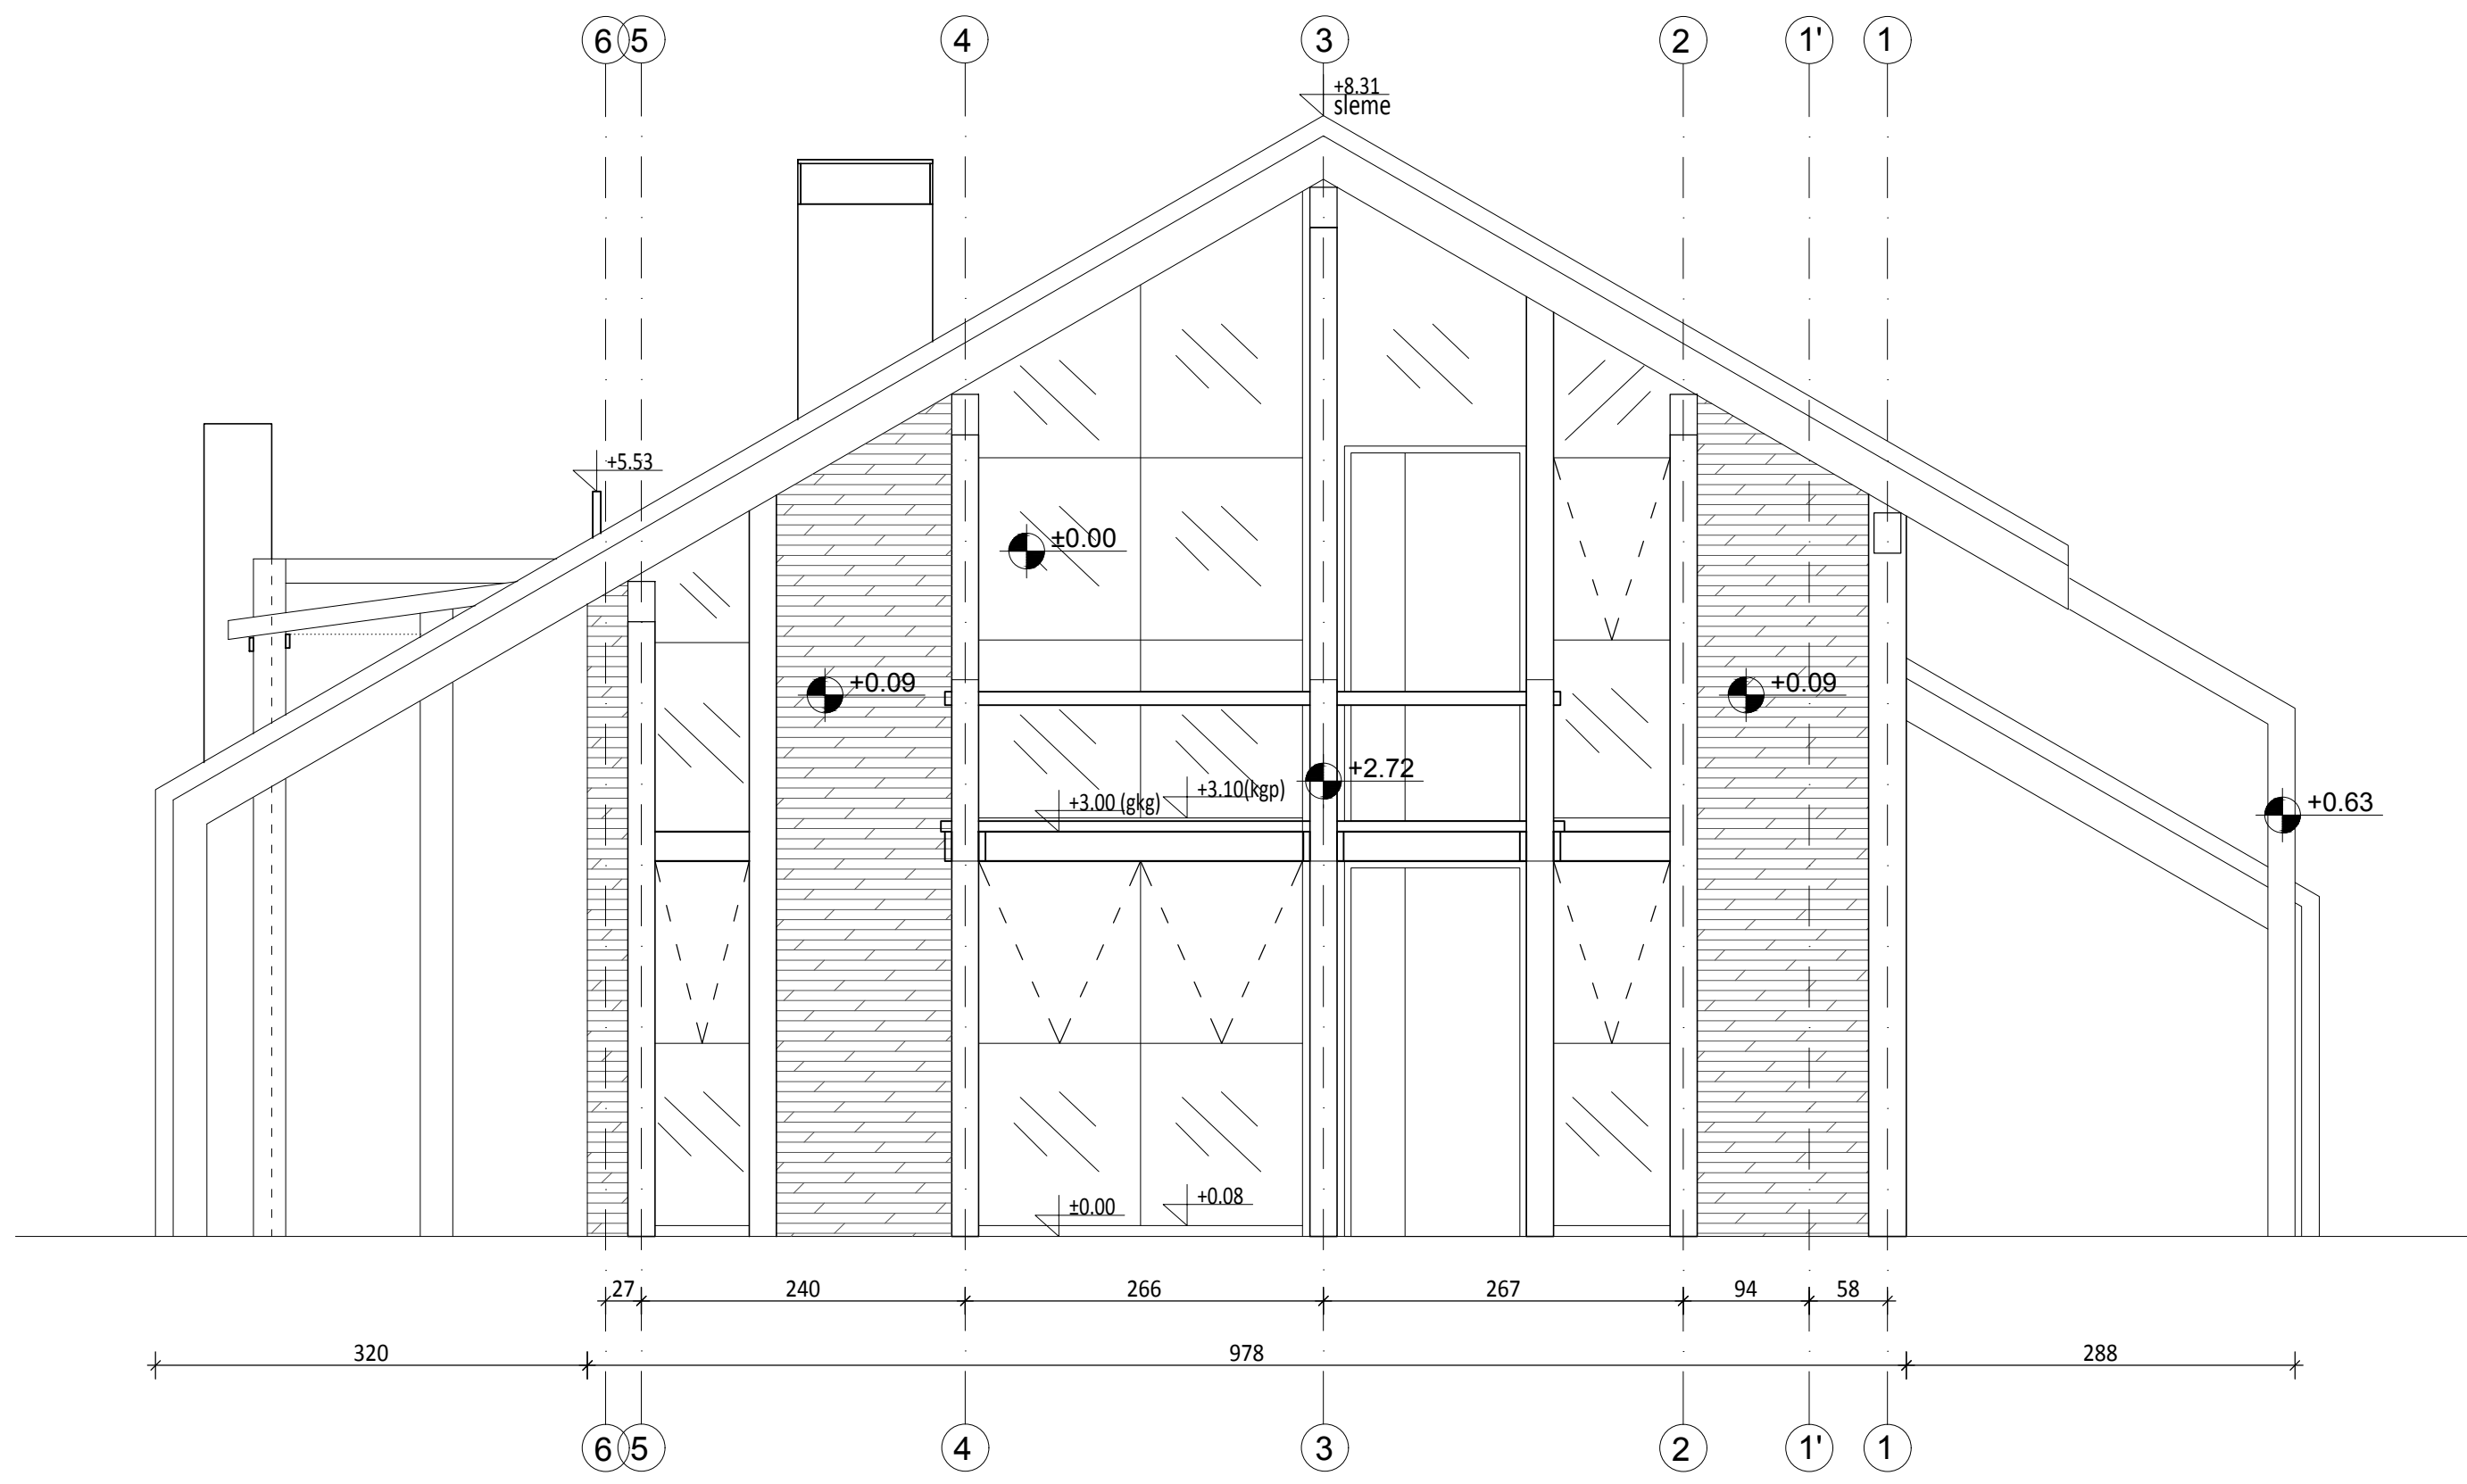 6 5 4 3 2 1' 1
+8.31
sleme
+5.53
±0.00
+0.09 +0.09
+2.72
+3.00 (gkg) +3.10(kgp)
+0.63
±0.00 +0.08
27 240 266 267 94 58
320 978 288
6 5 4 3 2 1' 1